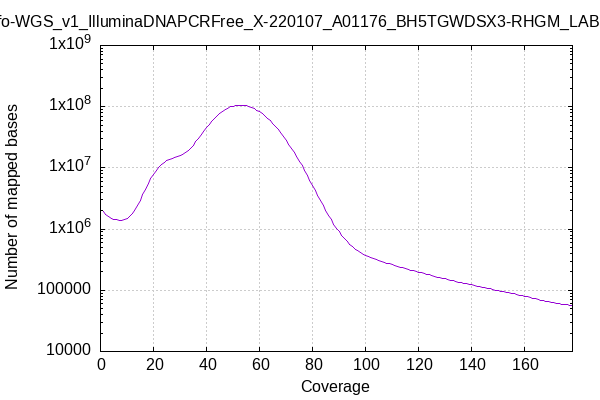 fo-WGS_v1_IlluminaDNAPCRFree_X-220107_A01176_BH5TGWDSX3-RHGM_LAB
1x10⁹
1x10⁸
1x10⁷
1x10⁶
100000
10000
Number of mapped bases
0 20 40 60 80 100 120 140 160
Coverage